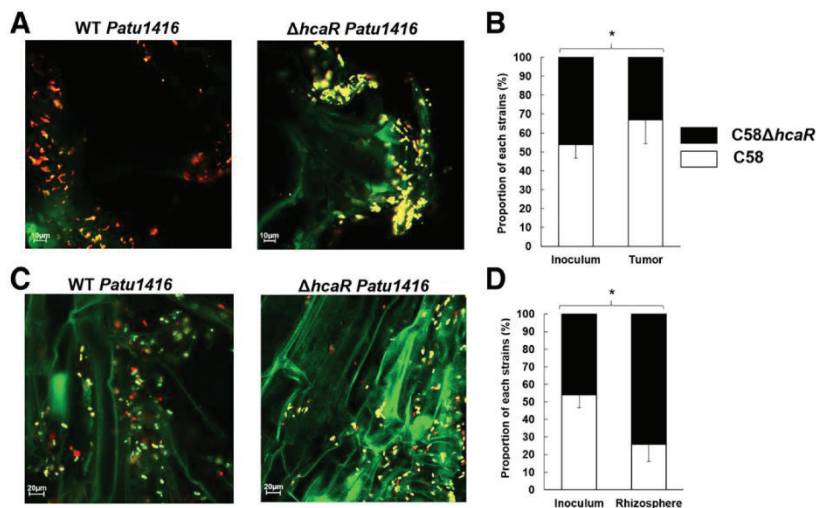 A
WT Patu1416
ΔhcaR Patu1416
10µm
10µm
B
*
Proportion of each strains (%)
100
90
80
70
60
50
40
30
20
10
0
Inoculum
Tumor
C58ΔhcaR
C58
C
WT Patu1416
ΔhcaR Patu1416
20µm
20µm
D
*
Proportion of each strains (%)
100
90
80
70
60
50
40
30
20
10
0
Inoculum
Rhizosphere